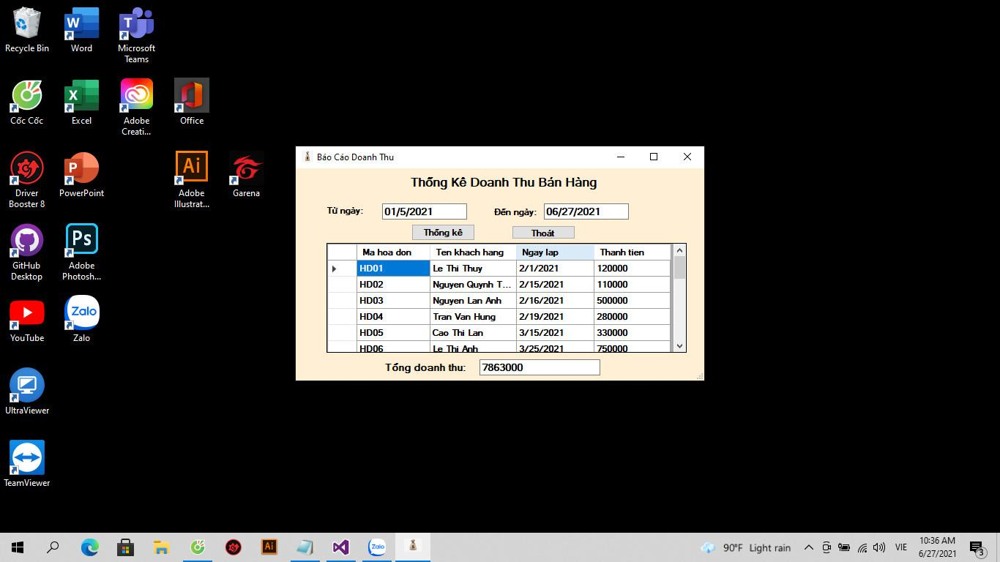 Recycle Bin
Word
Microsoft
Teams
Cốc Cốc
Excel
Adobe
Creati...
Office
Driver
Booster 8
PowerPoint
Adobe
Illustrat...
Garena
GitHub
Desktop
Adobe
Photosh...
YouTube
Zalo
UltraViewer
TeamViewer
Báo Cáo Doanh Thu
Thống Kê Doanh Thu Bán Hàng
Từ ngày: 01/5/2021 Đến ngày: 06/27/2021
Thống kê Thoát
Ma hoa don Ten khach hang Ngay lap Thanh tien
HD01 Le Thi Thuy 2/1/2021 120000
HD02 Nguyen Quynh T... 2/15/2021 110000
HD03 Nguyen Lan Anh 2/16/2021 500000
HD04 Tran Van Hung 2/19/2021 280000
HD05 Cao Thi Lan 3/15/2021 330000
HD06 Le Thi Anh 3/25/2021 750000
Tổng doanh thu: 7863000
90°F Light rain VIE 10:36 AM
6/27/2021 3